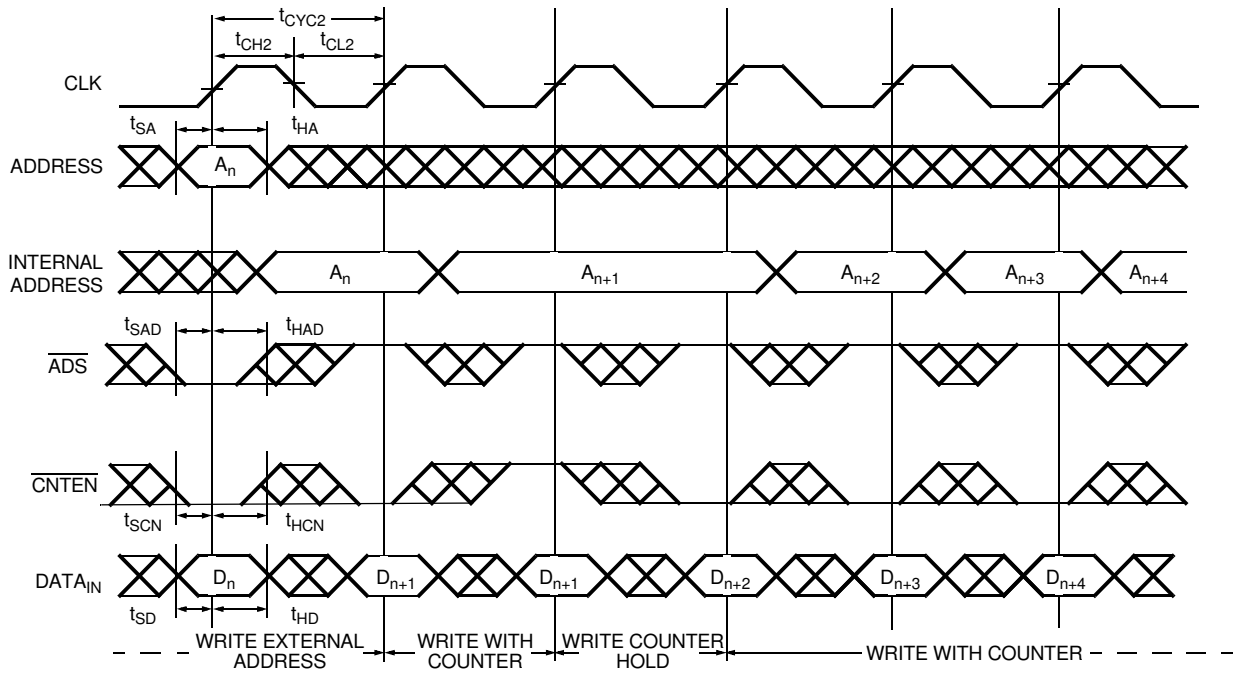 tCYC2
tCH2 tCL2
CLK
tSA tHA
ADDRESS An
INTERNAL
ADDRESS An An+1 An+2 An+3 An+4
tSAD tHAD
ADS
CNTEN
tSCN tHCN
DATAIN Dn Dn+1 Dn+1 Dn+2 Dn+3 Dn+4
tSD tHD
WRITE EXTERNAL
ADDRESS
WRITE WITH
COUNTER
WRITE COUNTER
HOLD
WRITE WITH COUNTER